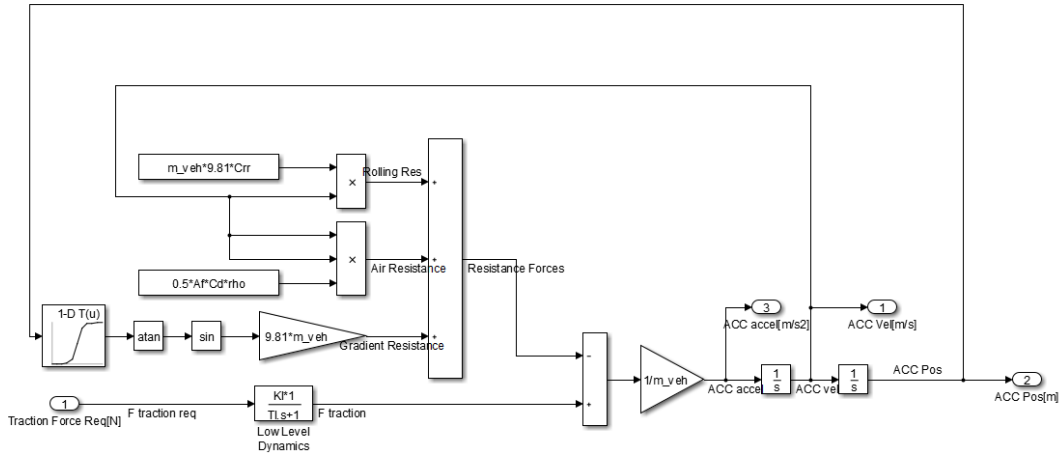 m_veh*9.81*Crr
×
Rolling Res
+
×
Air Resistance
+
Resistance Forces
0.5*Af*Cd*rho
1-D T(u)
atan
sin
9.81*m_veh
Gradient Resistance
+
3
ACC accel[m/s2]
1
ACC Vel[m/s]
−
+
1/m_veh
ACC accel
1
s
ACC vel
1
s
ACC Pos
2
ACC Pos[m]
1
Traction Force Req[N]
F traction req
Kl*1
Tl.s+1
Low Level
Dynamics
F traction